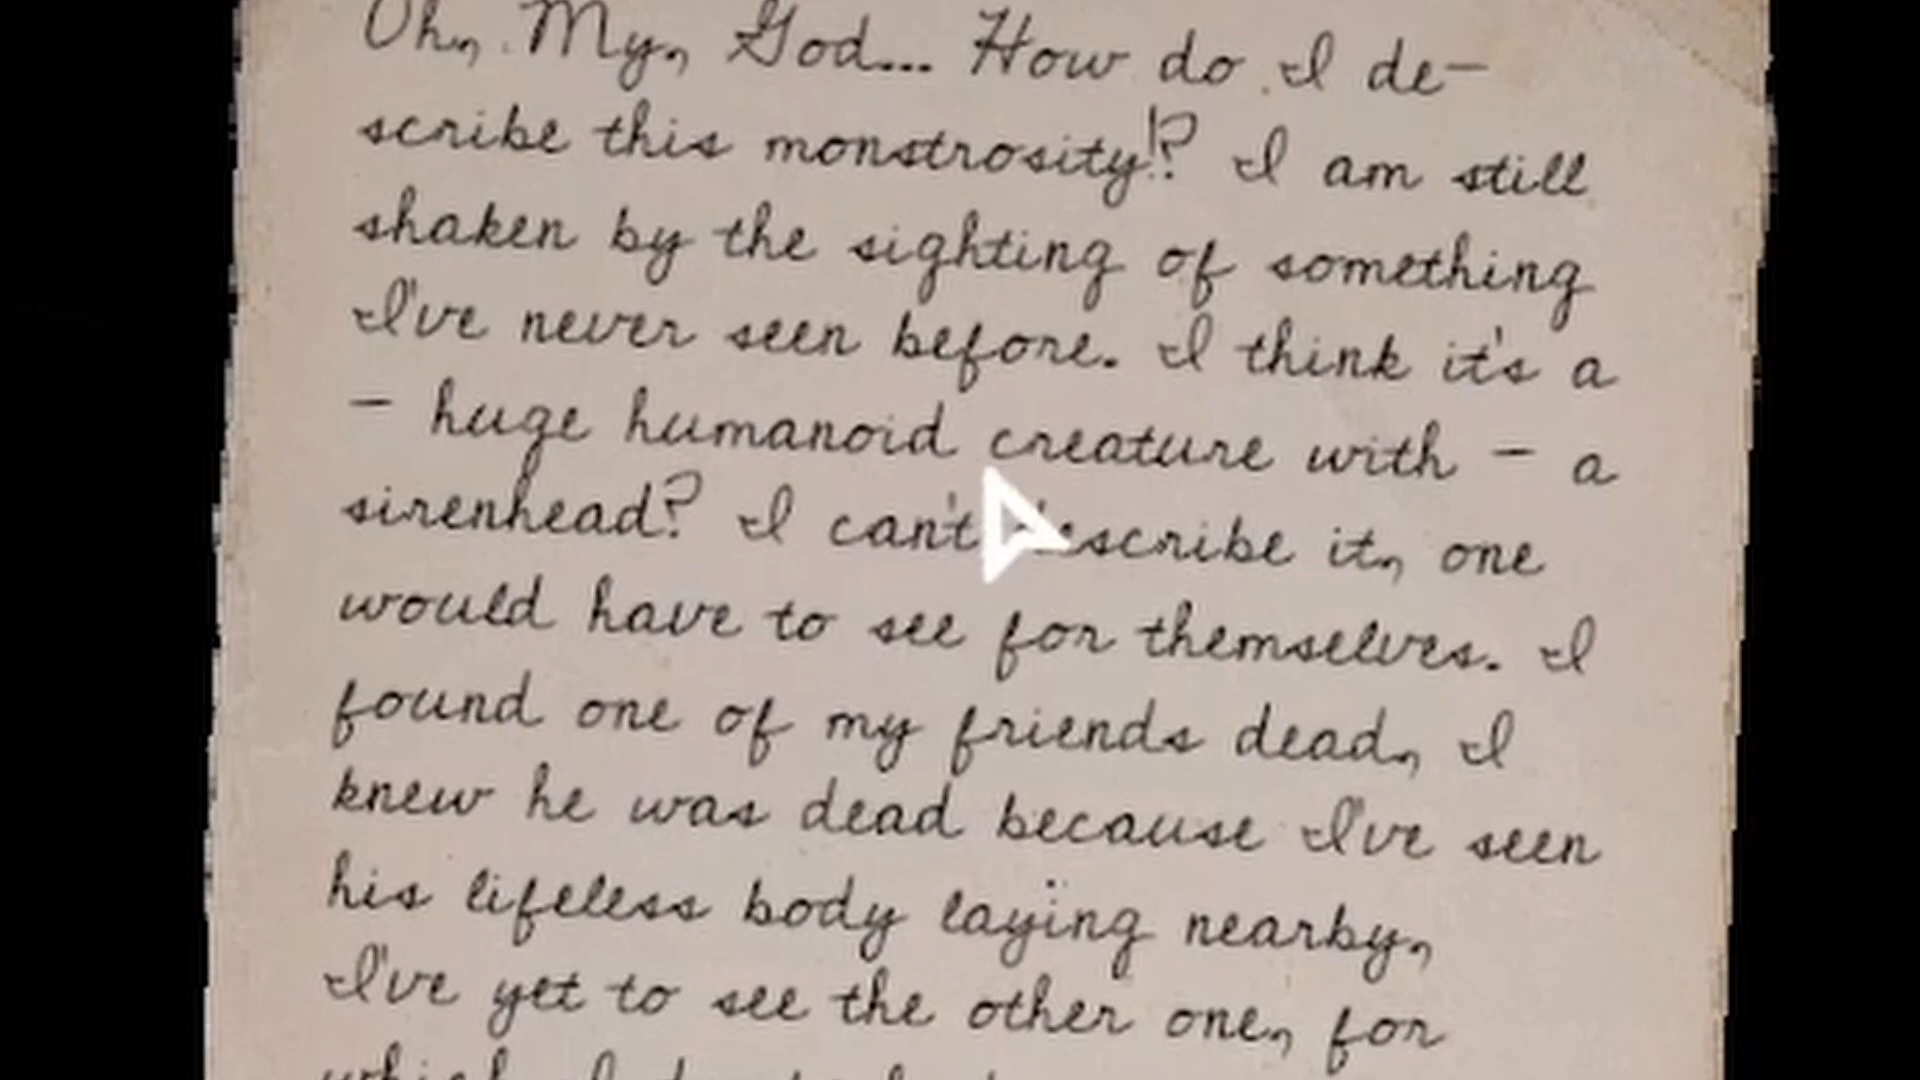 Oh, My, God... How do I de-
scribe this monstrosity!? I am still
shaken by the sighting of something
I've never seen before. I think it's a
- huge humanoid creature with - a
sirenhead? I can't describe it, one
would have to see for themselves. I
found one of my friends dead, I
knew he was dead because I've seen
his lifeless body laying nearby,
I've yet to see the other one, for
which I